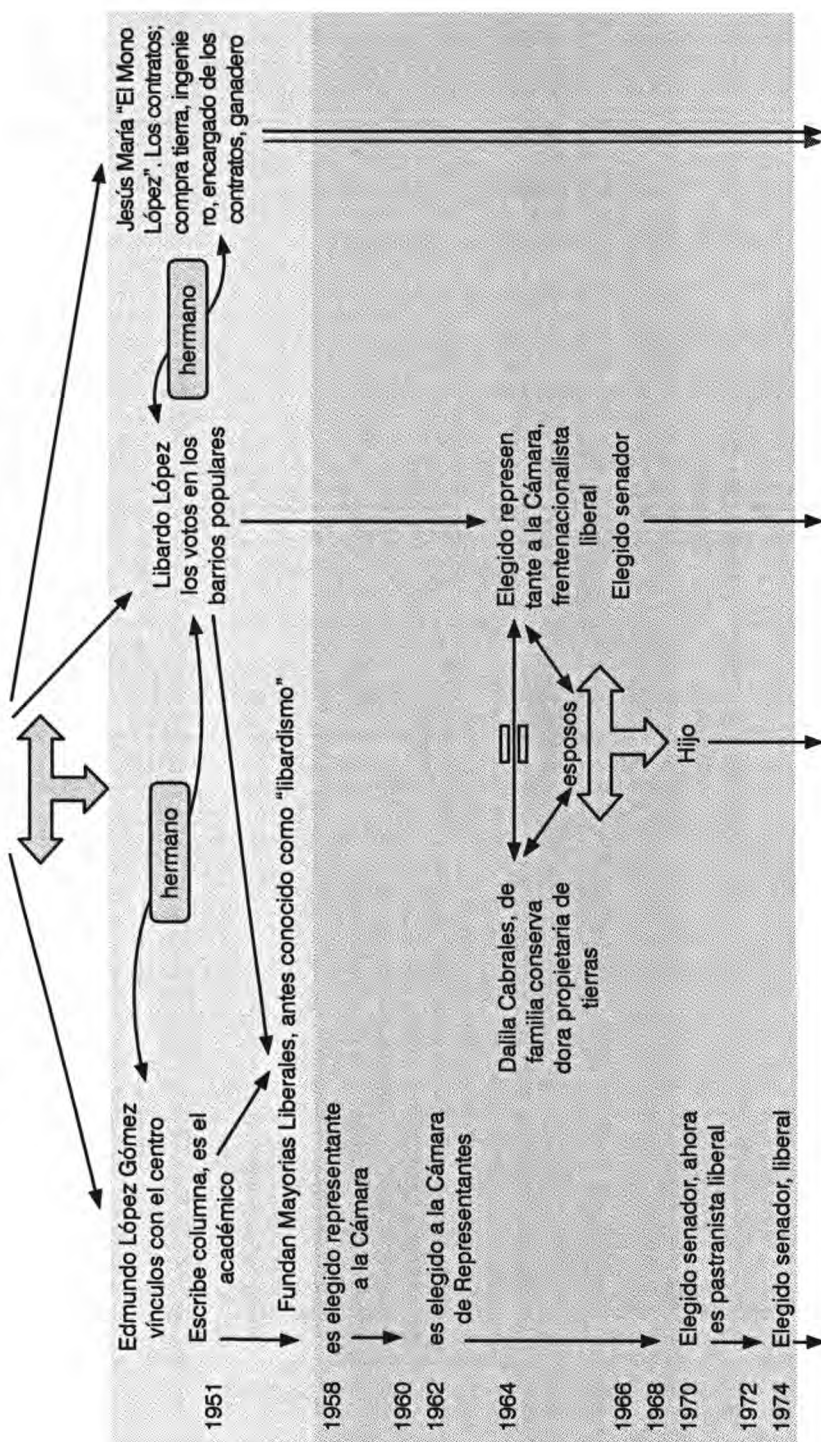 Edmundo López Gómez
vínculos con el centro
hermano
Libardo López
los votos en los
barrios populares
hermano
Jesús María "El Mono
López". Los contratos;
compra tierra, ingenie
ro, encargado de los
contratos, ganadero
1951
Escribe columna, es el
académico
Fundan Mayorias Liberales, antes conocido como "libardismo"
1958
es elegido representante
a la Cámara
1960
1962
es elegido a la Cámara
de Representantes
1964
Dalila Cabrales, de
familia conserva
dora propietaria de
tierras
esposos
Elegido represen
tante a la Cámara,
frentenacionalista
liberal
1966
Elegido senador
1968
Hijo
1970
Elegido senador, ahora
es pastranista liberal
1972
1974
Elegido senador, liberal